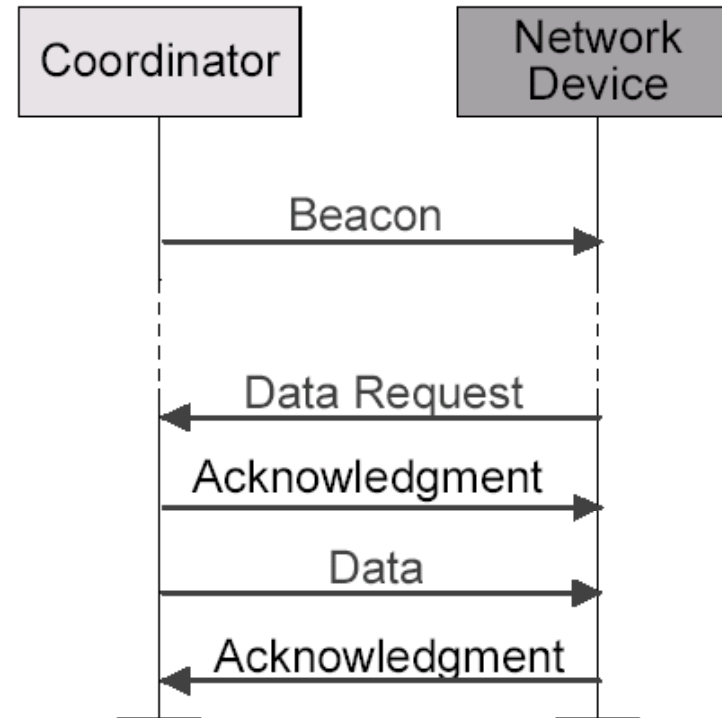 Coordinator
Network
Device
Beacon
Data Request
Acknowledgment
Data
Acknowledgment